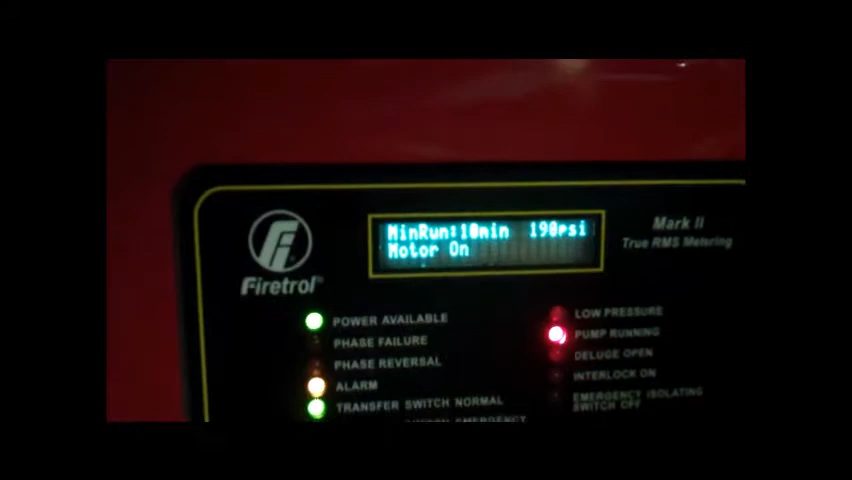 MinRun:10min 190psi
Motor On
Mark II
True RMS Metering
Firetrol
POWER AVAILABLE
PHASE FAILURE
PHASE REVERSAL
ALARM
TRANSFER SWITCH NORMAL
LOW PRESSURE
PUMP RUNNING
DELUGE OPEN
INTERLOCK ON
EMERGENCY ISOLATING
SWITCH OFF
EMERGENCY